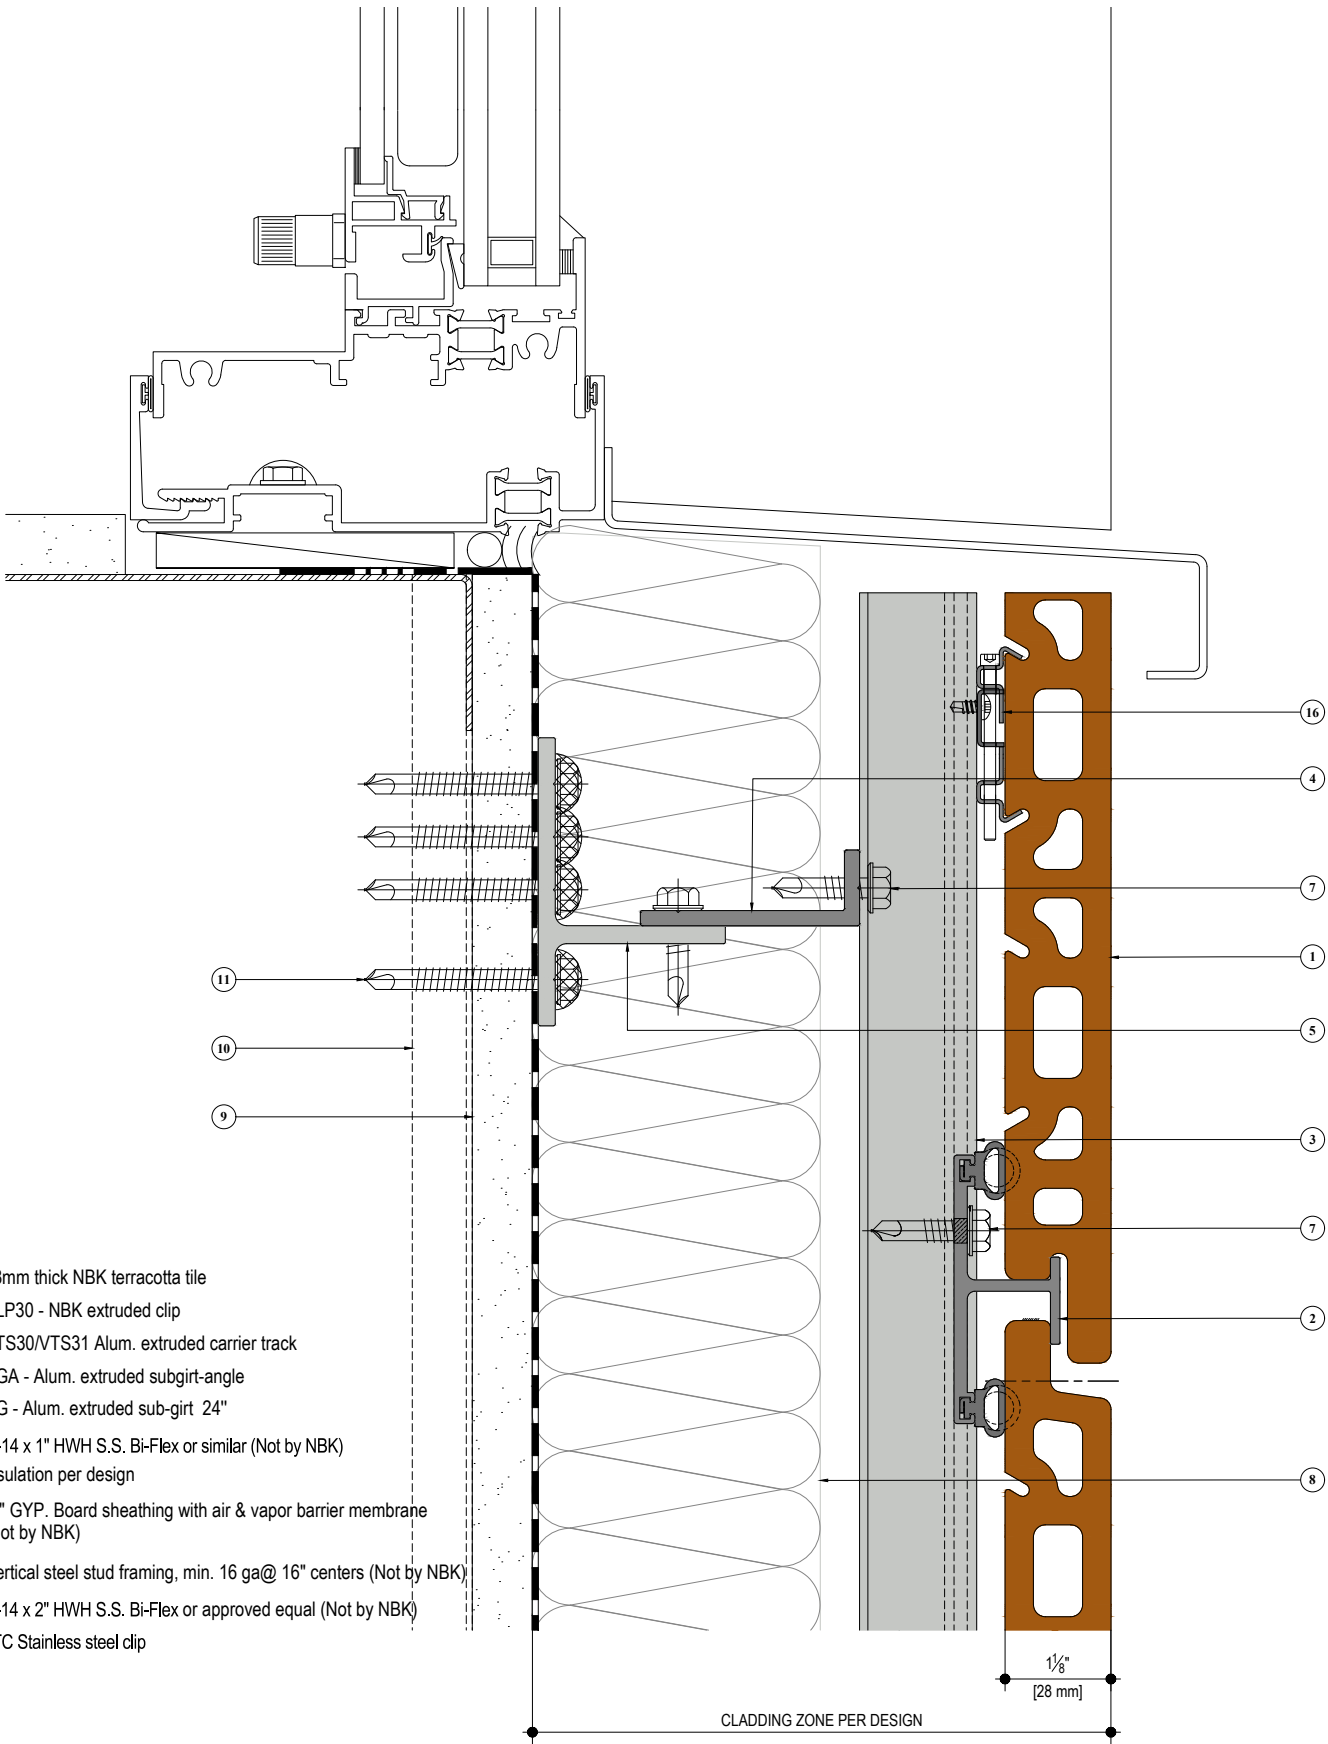 16
4
7
1
11
5
10
9
3
7
2
8
mm thick NBK terracotta tile
LP30 - NBK extruded clip
TS30/VTS31 Alum. extruded carrier track
GA - Alum. extruded subgirt-angle
G - Alum. extruded sub-girt 24"
-14 x 1" HWH S.S. Bi-Flex or similar (Not by NBK)
sulation per design
" GYP. Board sheathing with air & vapor barrier membrane
ot by NBK)
ertical steel stud framing, min. 16 ga@ 16" centers (Not by NBK)
-14 x 2" HWH S.S. Bi-Flex or approved equal (Not by NBK)
TC Stainless steel clip
1⅛"
[28 mm]
CLADDING ZONE PER DESIGN